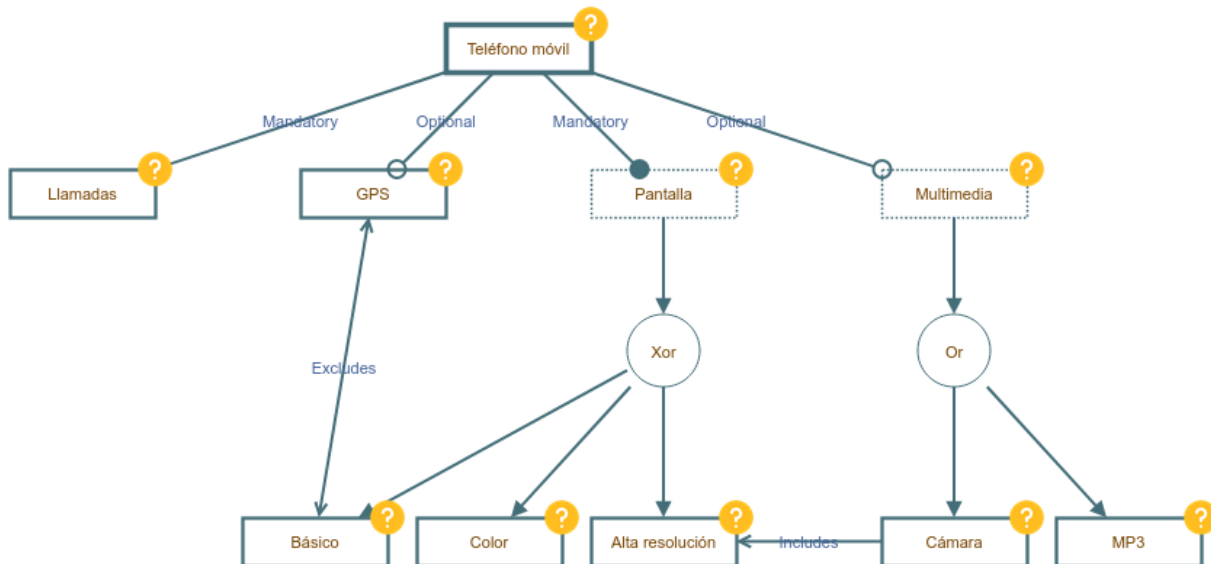 ?
Teléfono móvil
Mandatory
Optional
Mandatory
Optional
?
?
?
?
Llamadas
GPS
Pantalla
Multimedia
Xor
Or
Excludes
?
?
?
?
?
Básico
Color
Alta resolución
Includes
Cámara
MP3